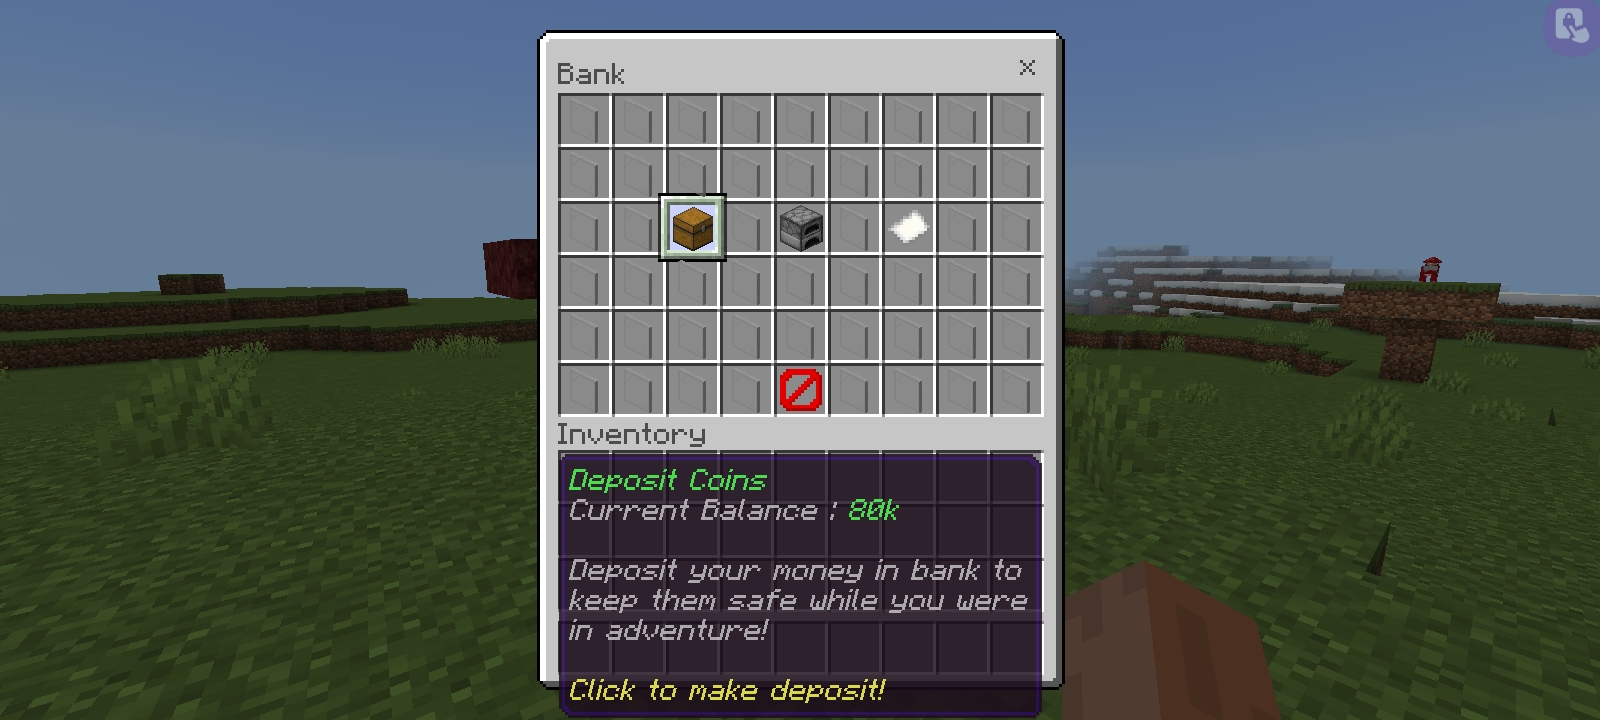 Bank
Inventory
Deposit Coins
Current Balance : 80k
Deposit your money in bank to
keep them safe while you were
in adventure!
Click to make deposit!